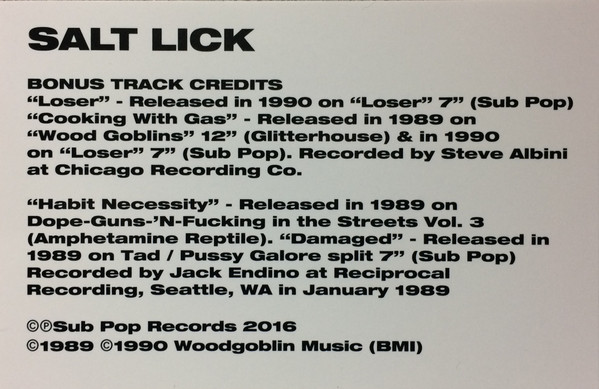 SALT LICK
BONUS TRACK CREDITS
“Loser” - Released in 1990 on “Loser” 7” (Sub Pop)
“Cooking With Gas” - Released in 1989 on
“Wood Goblins” 12” (Glitterhouse) & in 1990
on “Loser” 7” (Sub Pop). Recorded by Steve Albini
at Chicago Recording Co.
“Habit Necessity” - Released in 1989 on
Dope-Guns-’N-Fucking in the Streets Vol. 3
(Amphetamine Reptile). “Damaged” - Released in
1989 on Tad / Pussy Galore split 7” (Sub Pop)
Recorded by Jack Endino at Reciprocal
Recording, Seattle, WA in January 1989
©℗Sub Pop Records 2016
©1989 ©1990 Woodgoblin Music (BMI)